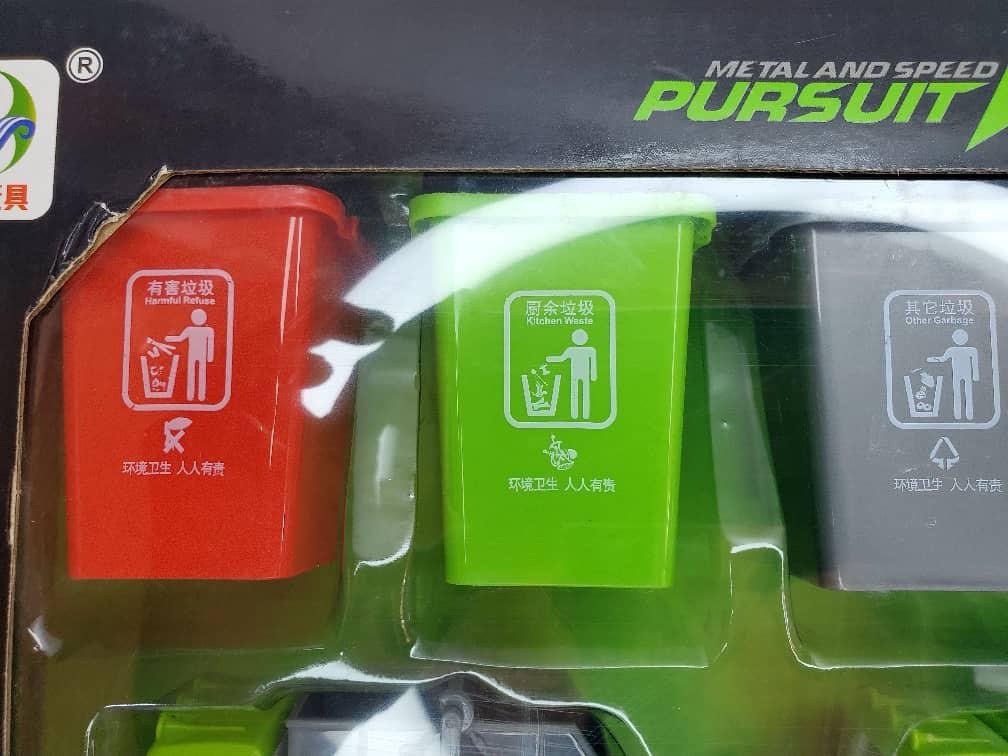 ®
METAL AND SPEED
PURSUIT
具
有害垃圾
Harmful Refuse
环境卫生 人人有责
厨余垃圾
Kitchen Waste
环境卫生 人人有责
其它垃圾
Other Garbage
环境卫生 人人有责